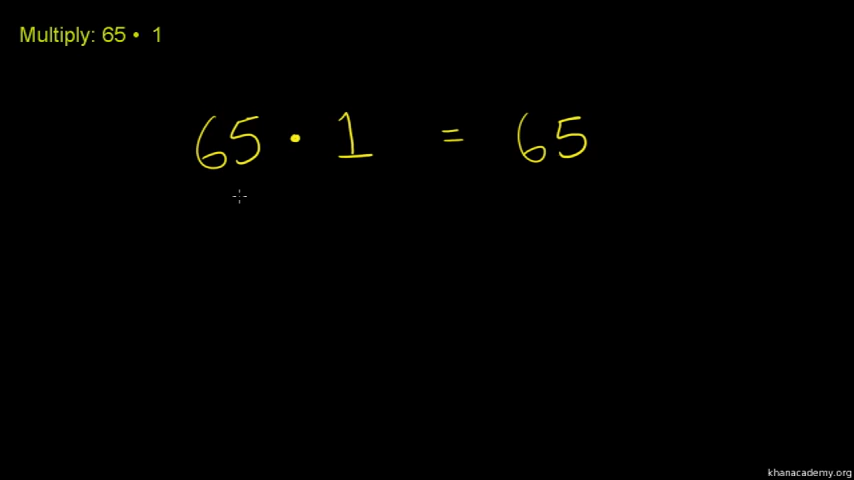 Multiply: 65 • 1
65 • 1 = 65
khanacademy.org